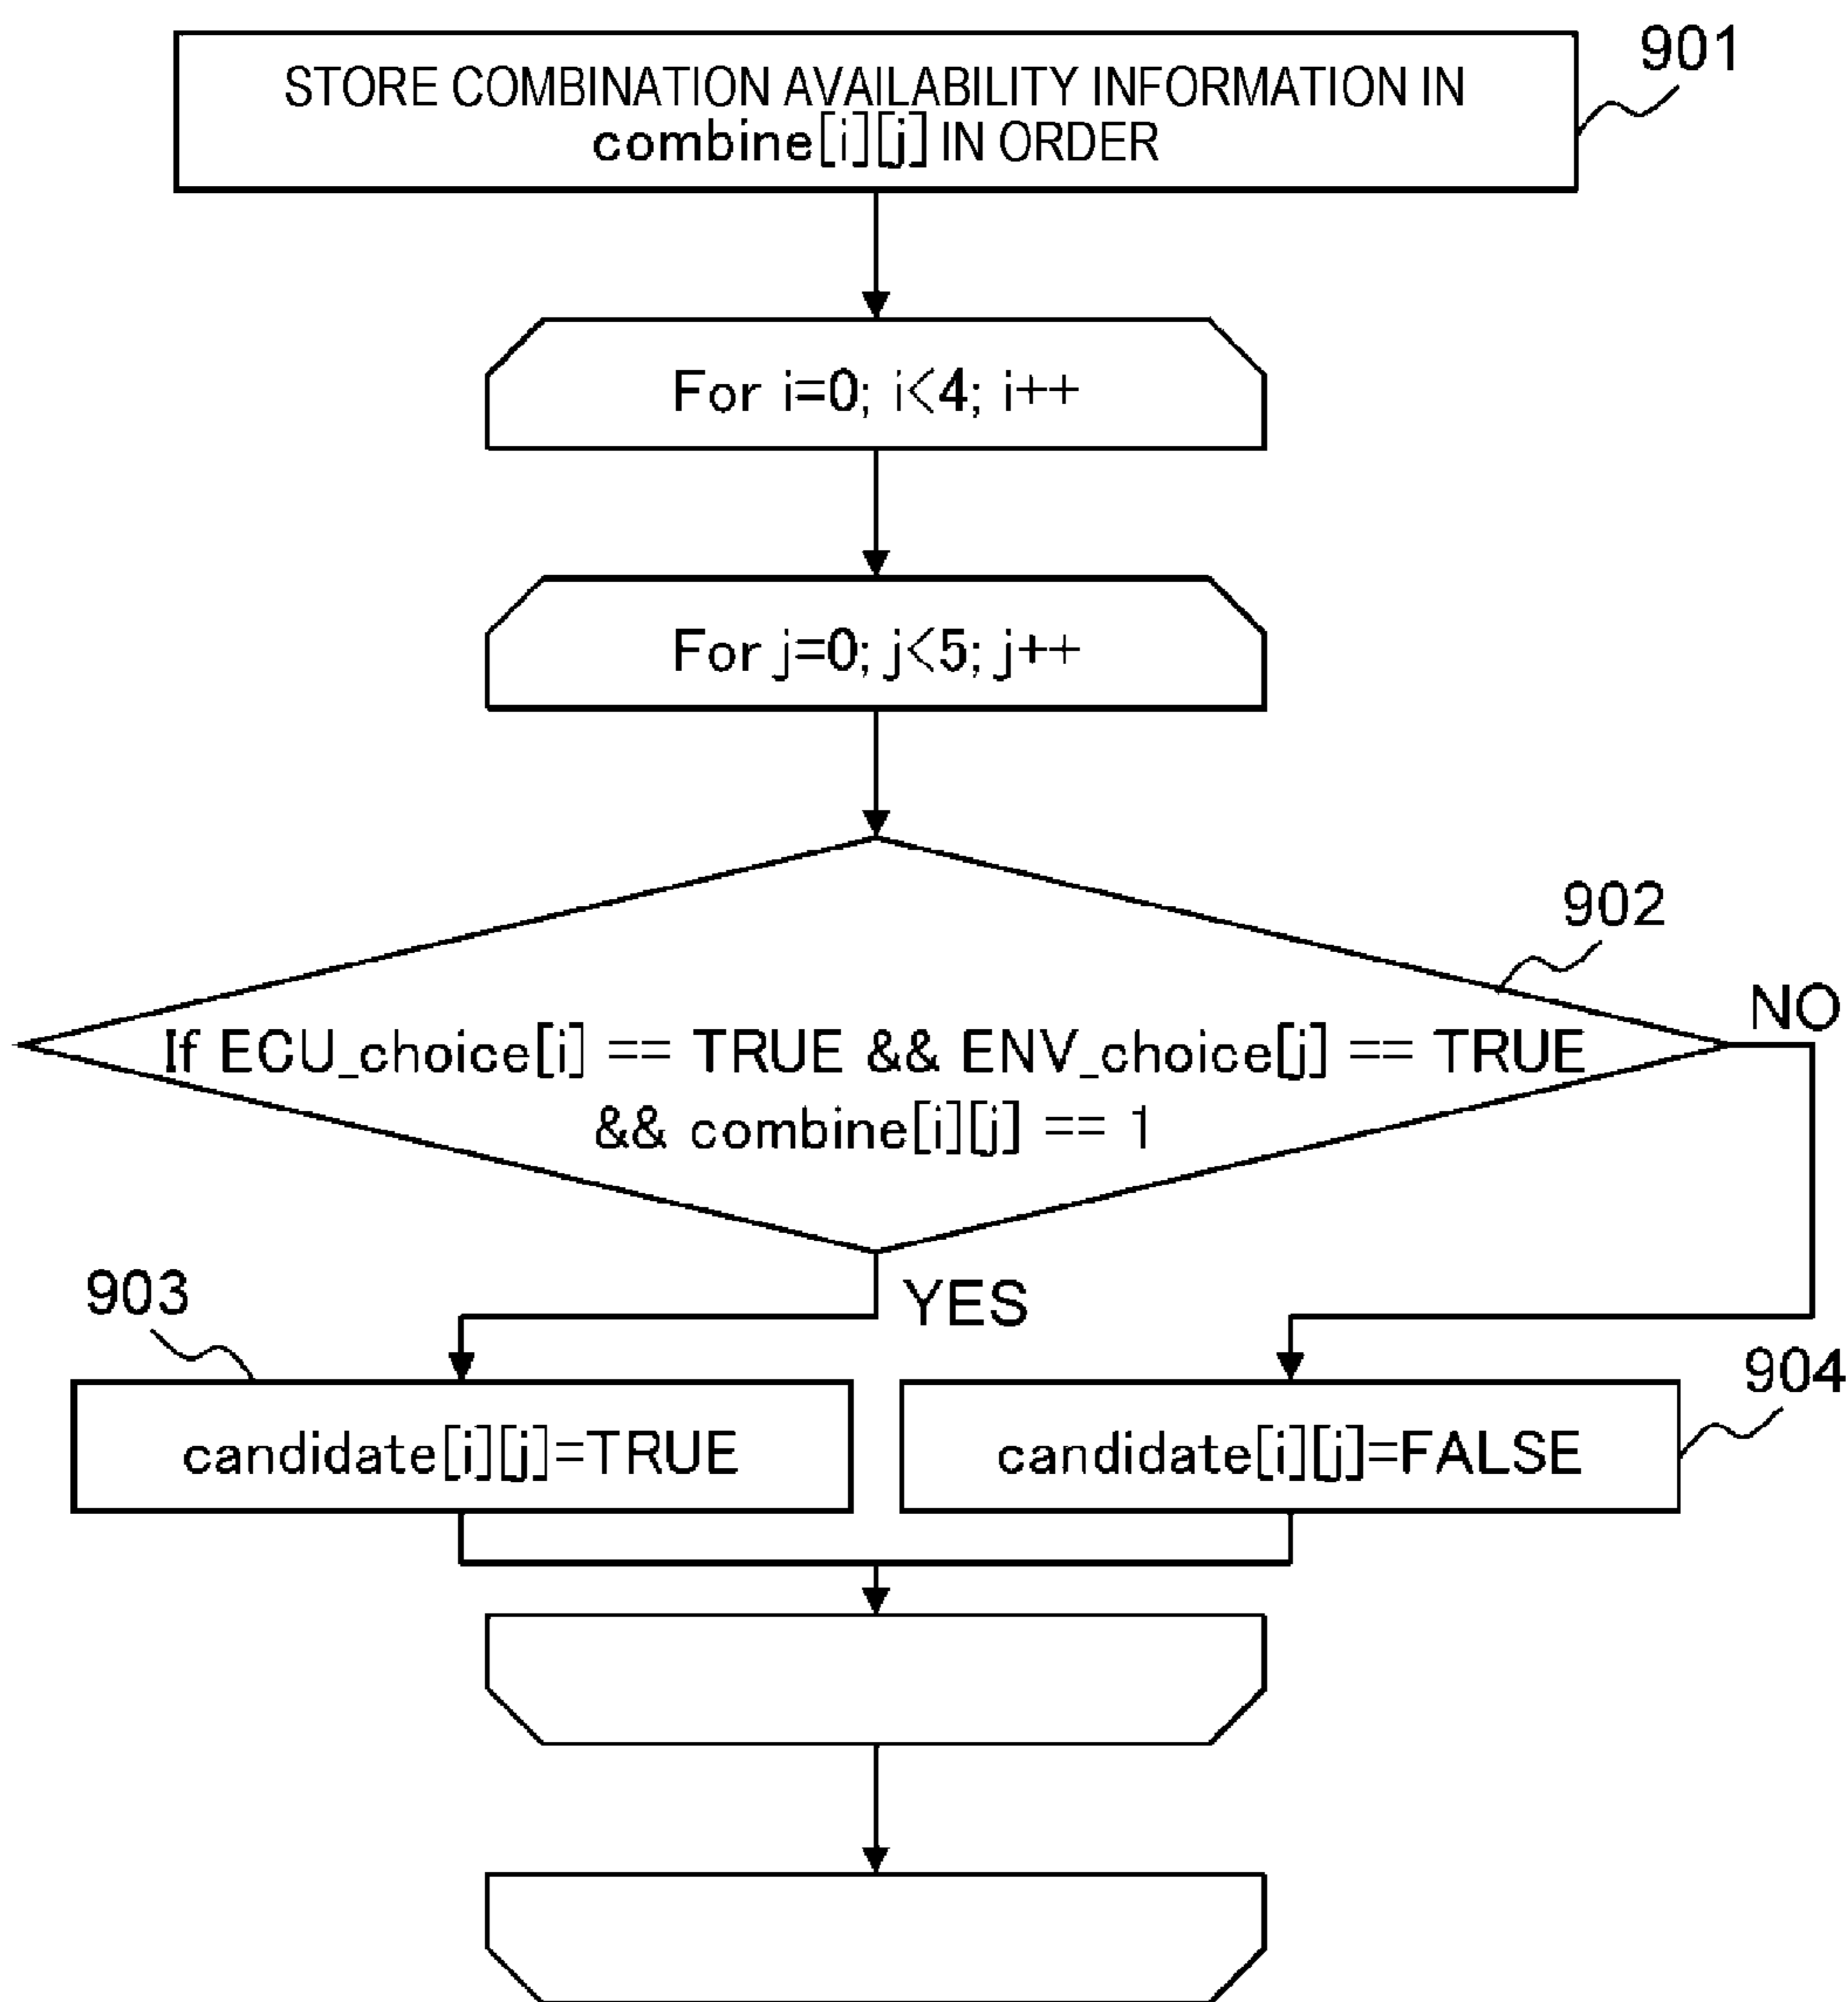 901
STORE COMBINATION AVAILABILITY INFORMATION IN
combine[i][j] IN ORDER
For i=0; i<4; i++
For j=0; j<5; j++
902
NO
If ECU_choice[i] == TRUE && ENV_choice[j] == TRUE
&& combine[i][j] == 1
YES
903
904
candidate[i][j]=TRUE
candidate[i][j]=FALSE